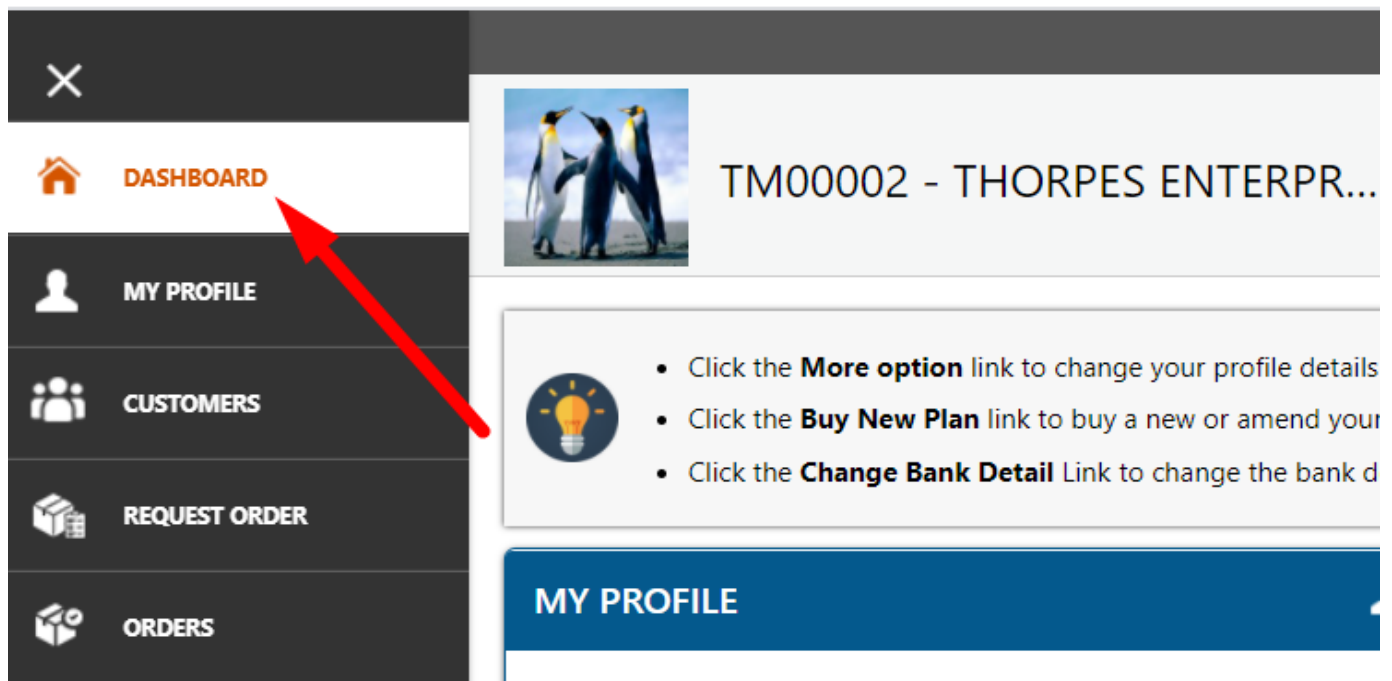 DASHBOARD
MY PROFILE
CUSTOMERS
REQUEST ORDER
ORDERS
TM00002 - THORPES ENTERPR...
• Click the More option link to change your profile details
• Click the Buy New Plan link to buy a new or amend your
• Click the Change Bank Detail Link to change the bank d
MY PROFILE